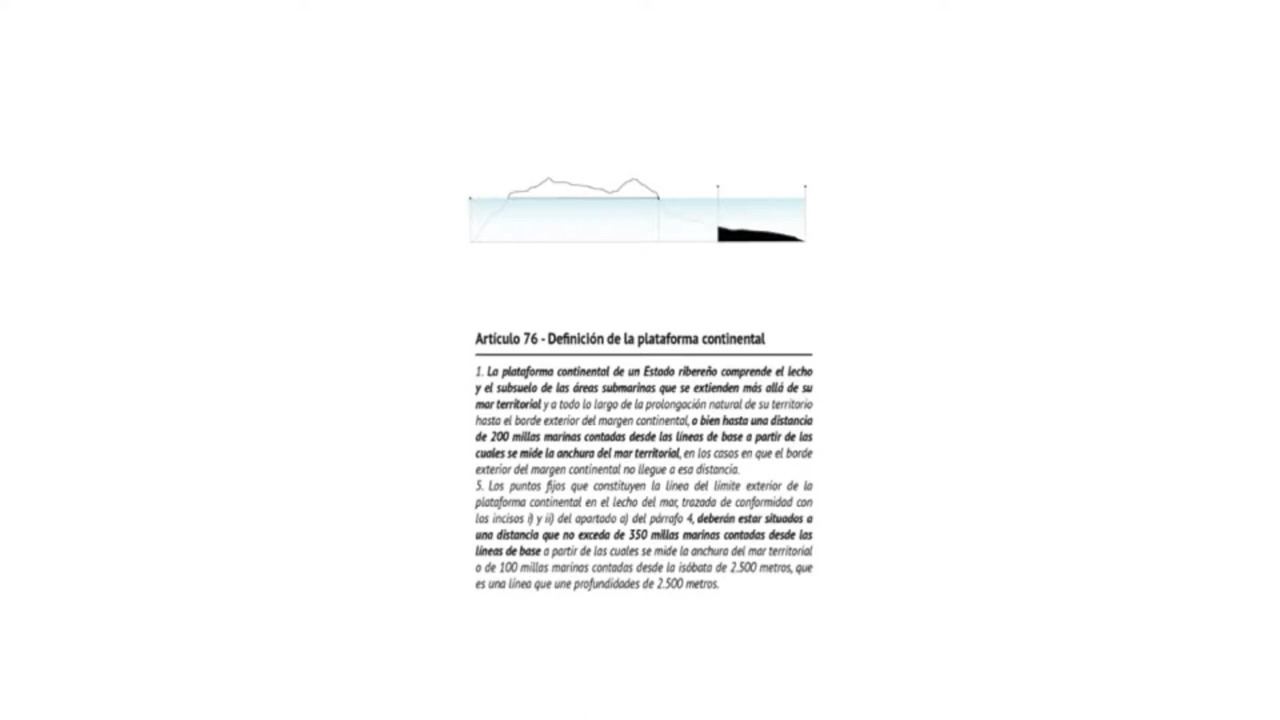 Artículo 76 - Definición de la plataforma continental
1. La plataforma continental de un Estado ribereño comprende el lecho
y el subsuelo de las áreas submarinas que se extienden más allá de su
mar territorial y a todo lo largo de la prolongación natural de su territorio
hasta el borde exterior del margen continental, o bien hasta una distancia
de 200 millas marinas contadas desde las líneas de base a partir de las
cuales se mide la anchura del mar territorial, en los casos en que el borde
exterior del margen continental no llegue a esa distancia.
5. Los puntos fijos que constituyen la línea del límite exterior de la
plataforma continental en el lecho del mar, trazada de conformidad con
los incisos i) y ii) del apartado a) del párrafo 4, deberán estar situados a
una distancia que no exceda de 350 millas marinas contadas desde las
líneas de base a partir de las cuales se mide la anchura del mar territorial
o de 100 millas marinas contadas desde la isóbata de 2.500 metros, que
es una línea que une profundidades de 2.500 metros.